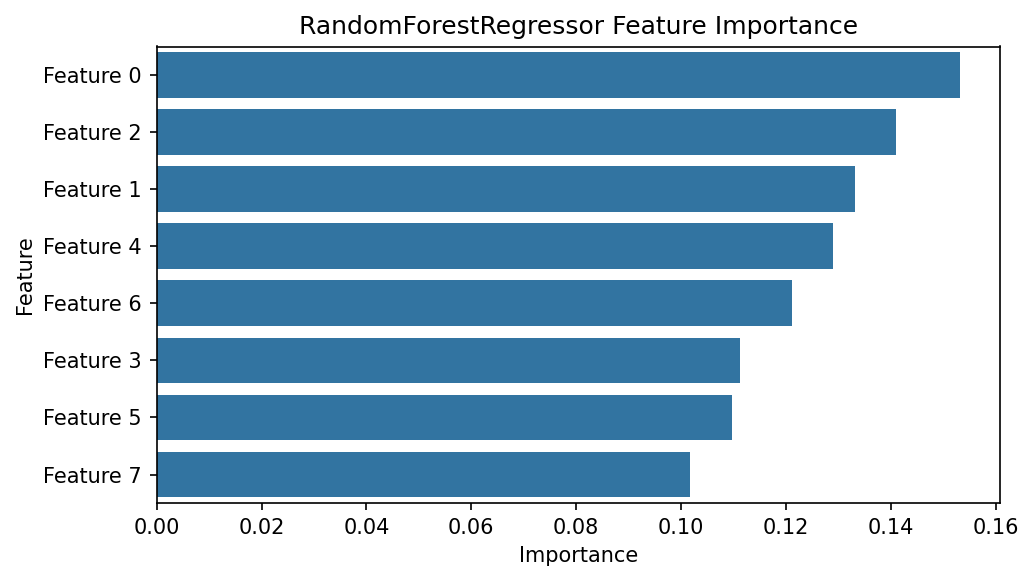 RandomForestRegressor Feature Importance
Feature
Feature 0
Feature 2
Feature 1
Feature 4
Feature 6
Feature 3
Feature 5
Feature 7
0.00 0.02 0.04 0.06 0.08 0.10 0.12 0.14 0.16
Importance